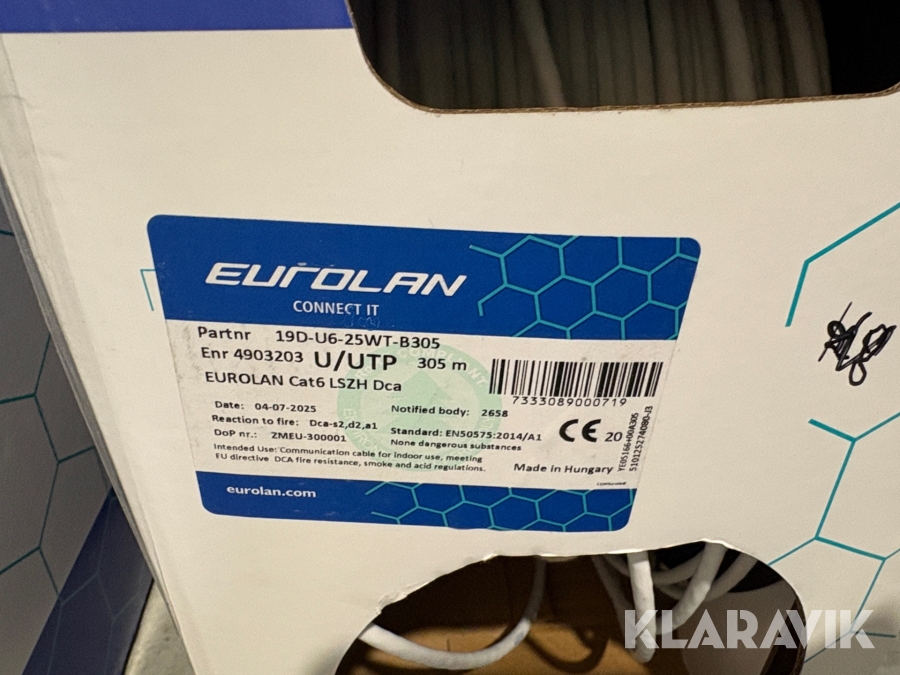 EUROLAN
CONNECT IT
Partnr 19D-U6-25WT-B305
Enr 4903203 U/UTP 305 m
EUROLAN Cat6 LSZH Dca
7333089000719
Date: 04-07-2025 Notified body: 2658
Reaction to fire: Dca-s2,d2,a1 Standard: EN50575:2014/A1
DoP nr.: 2MEU-300001 None dangerous substances
CE 20
Intended Use: Communication cable for indoor use, meeting
EU directive DCA fire resistance, smoke and acid regulations.
Made in Hungary
eurolan.com
KLARAVIK